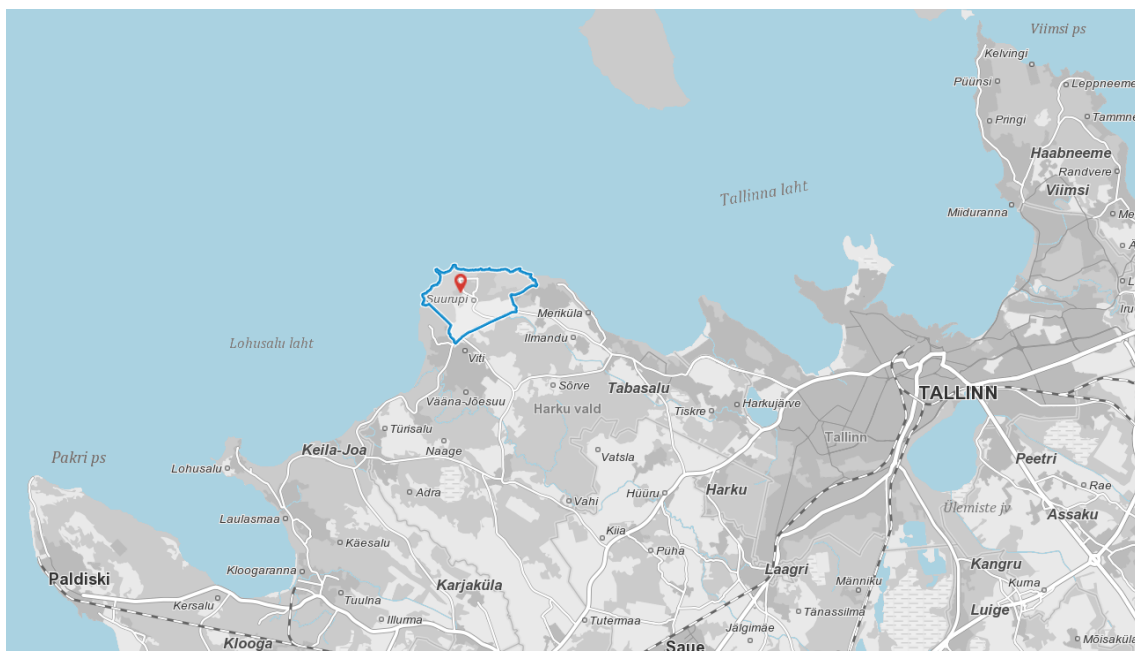 Viimsi ps
Kelvingi
Püünsi
Leppneeme
Tammne
Pringi
Haabneeme
Randvere
Viimsi
Miiduranna
Me
Tallinna laht
Suurupi
Meriküla
Iru
Lohusalu laht
Ilmandu
Viti
Sõrve
Tabasalu
TALLINN
Vääna-Jõesuu
Harku vald
Tiskre
Harkujärve
Türisalu
Tallinn
Keila-Joa
Naage
Pakri ps
Lohusalu
Vatsla
Peetri
Adra
Hüüru
Harku
Rae
Vahi
Ülemiste jv
Laulasmaa
Assaku
Kiia
Käesalu
Püha
Kloogaranna
Laagri
Kangru
Paldiski
Karjaküla
Männiku
Kurna
Kersalu
Tuulna
Luige
Illurma
Tutermaa
Tänassilma
Klooga
Saue
Jälgimäe
Mõisaküla